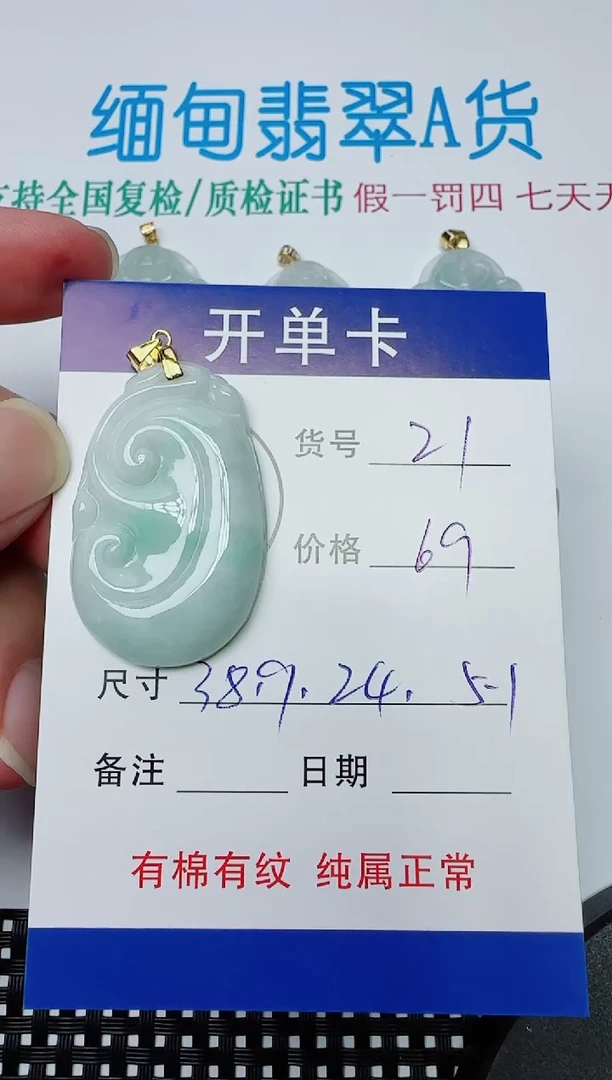 缅甸翡翠A货
支持全国复检/质检证书 假一罚四 七天无
开单卡
货号 21
价格 69
尺寸 38.9. 24. 5.1
备注
日期
有棉有纹 纯属正常